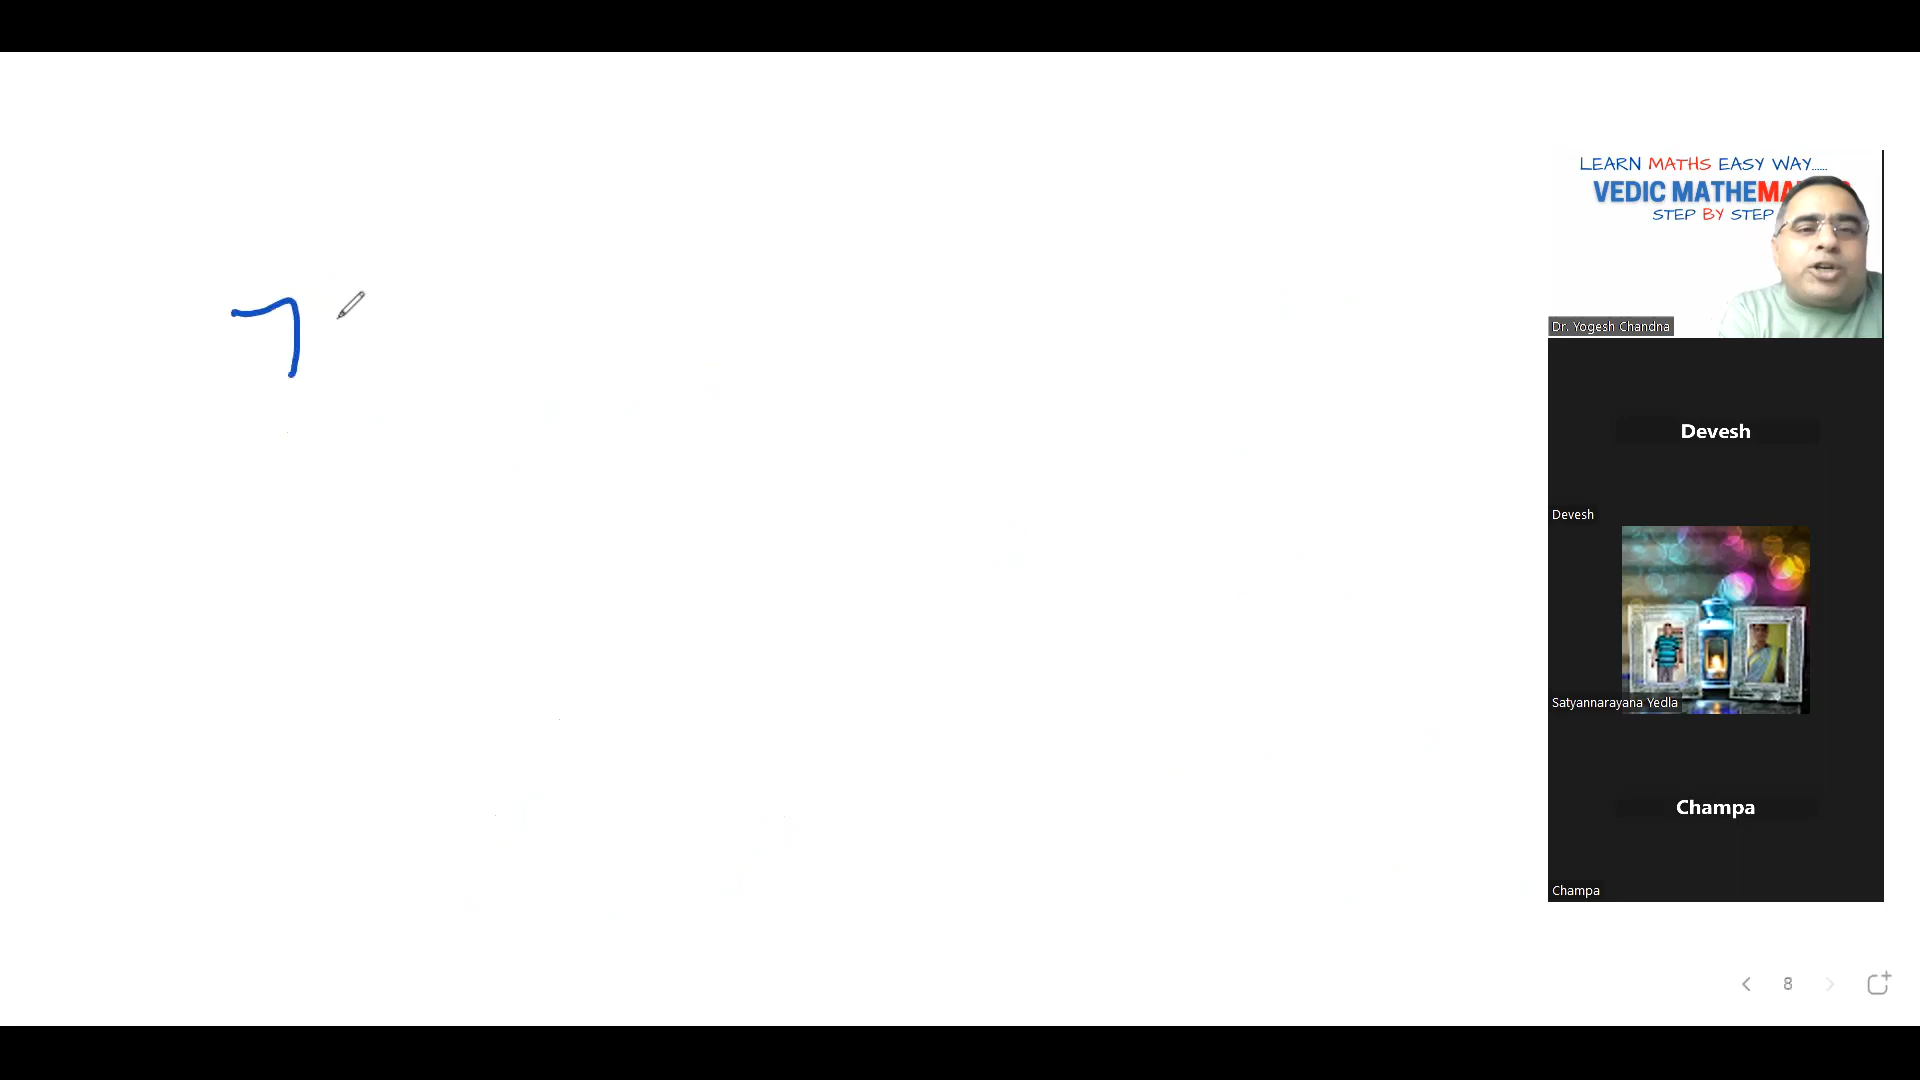 LEARN MATHS EASY WAY......
VEDIC MATHEMA
STEP BY STEP
7
Dr. Yogesh Chandna
Devesh
Devesh
Satyannarayana Yedla
Champa
Champa
8